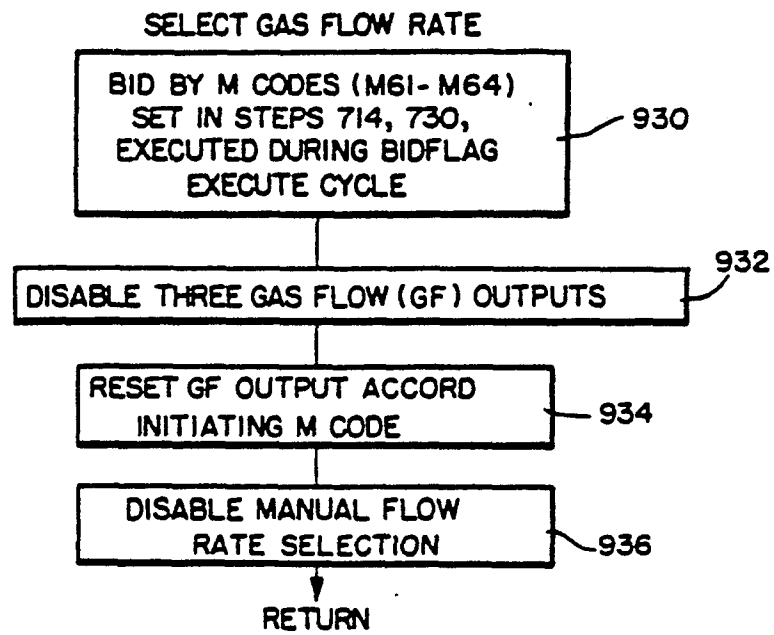 SELECT GAS FLOW RATE
BID BY M CODES (M61-M64)
SET IN STEPS 714, 730,
EXECUTED DURING BIDFLAG
EXECUTE CYCLE
930
932
DISABLE THREE GAS FLOW (GF) OUTPUTS
RESET GF OUTPUT ACCORD
INITIATING M CODE
934
DISABLE MANUAL FLOW
RATE SELECTION
936
RETURN